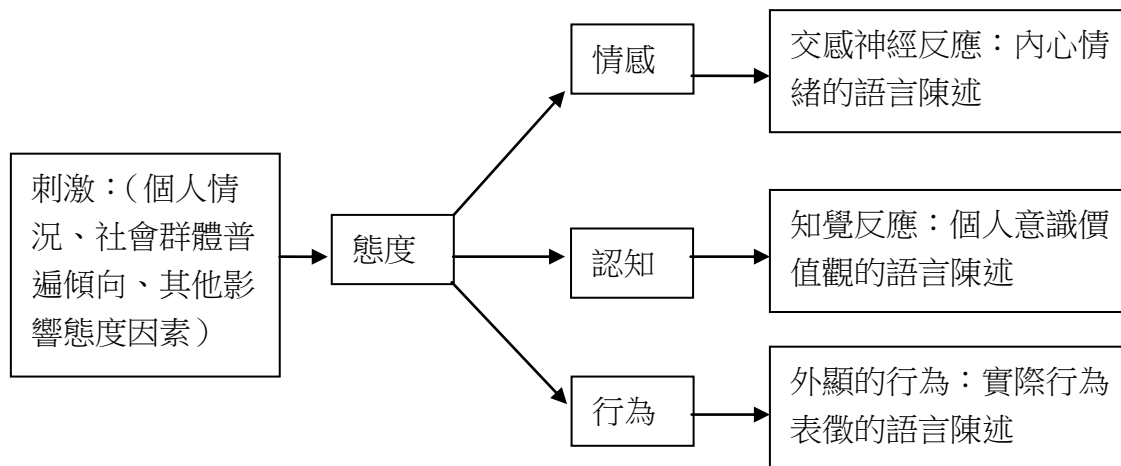 刺激：（個人情
況、社會群體普
遍傾向、其他影
響態度因素）
態度
情感
交感神經反應：內心情
緒的語言陳述
認知
知覺反應：個人意識價
值觀的語言陳述
行為
外顯的行為：實際行為
表徵的語言陳述